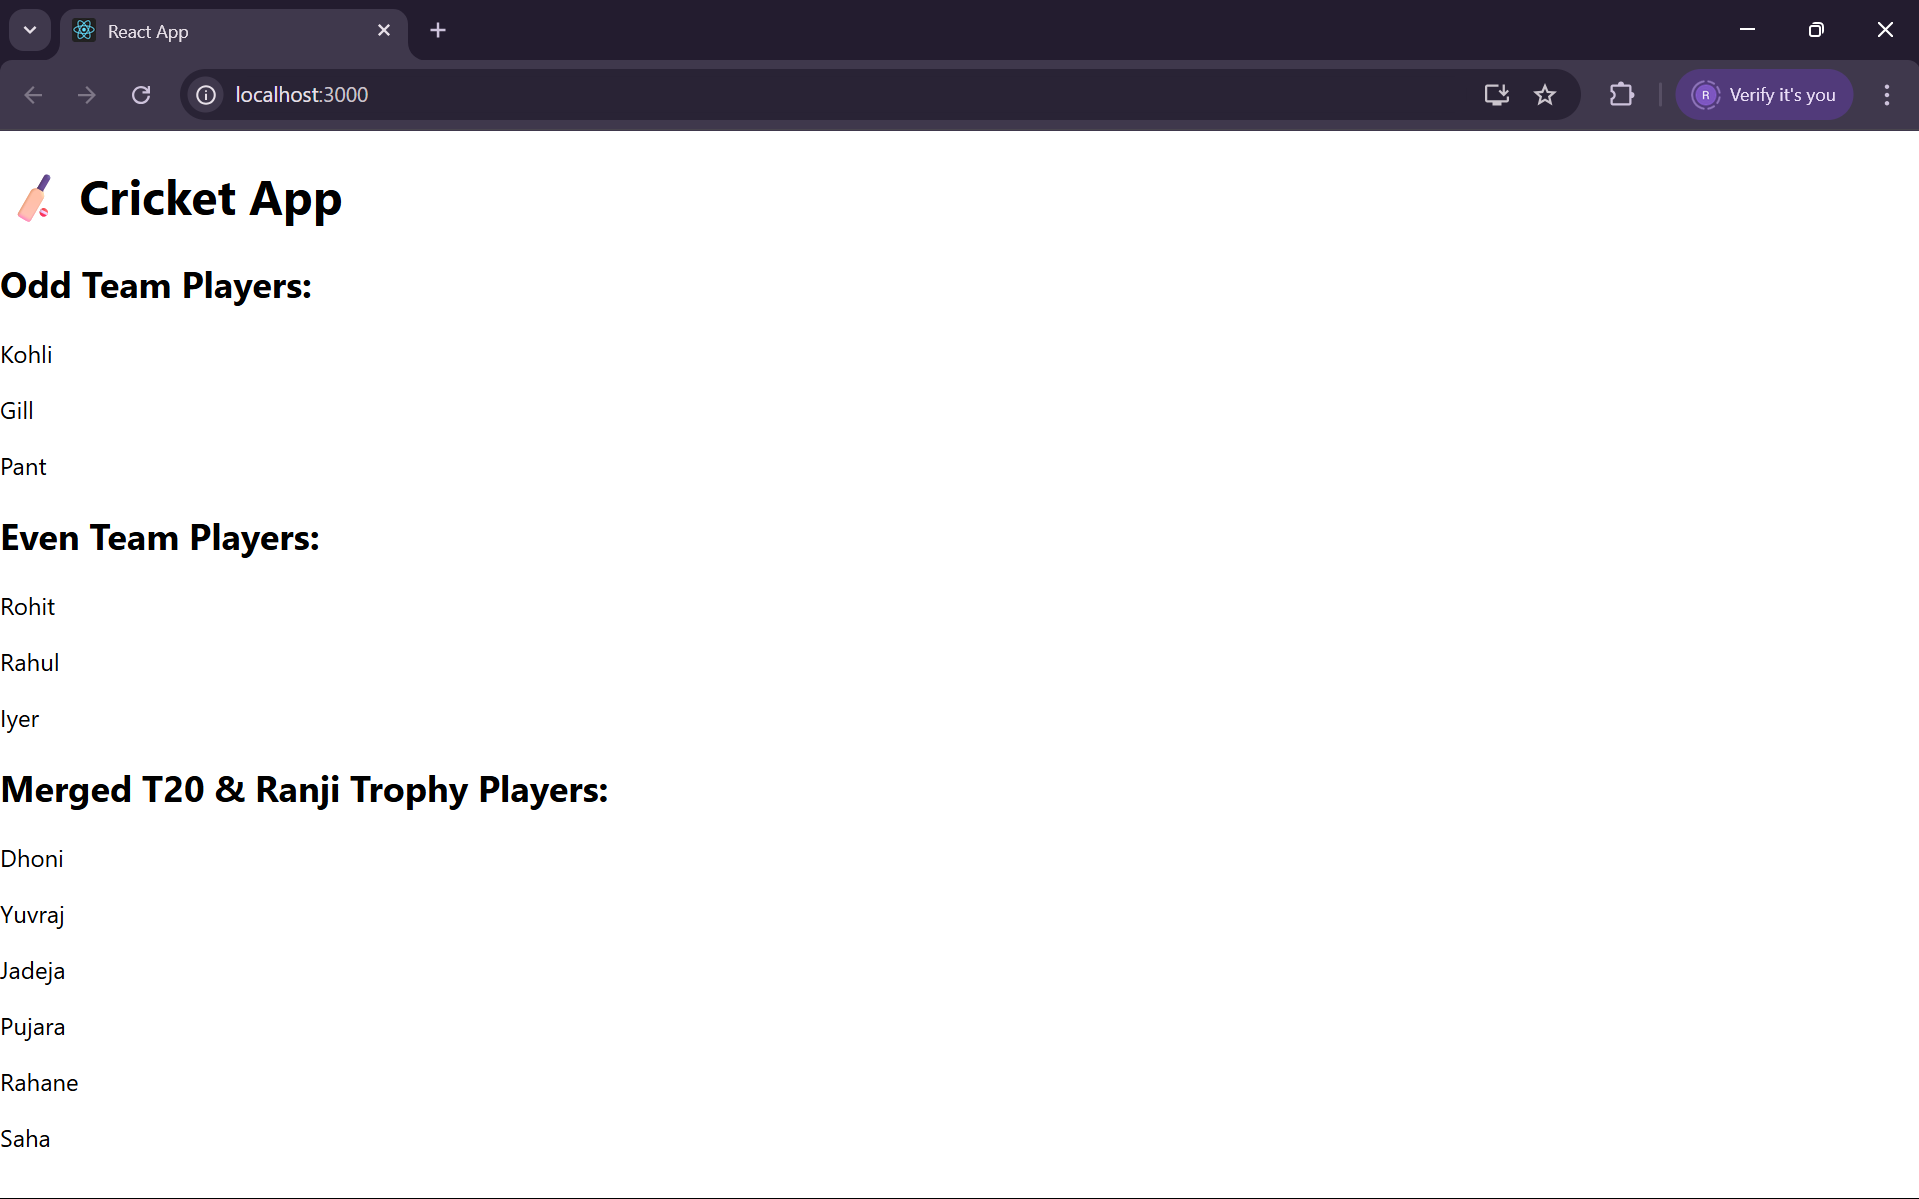 React App
localhost:3000
R
Verify it's you
Cricket App
Odd Team Players:
Kohli
Gill
Pant
Even Team Players:
Rohit
Rahul
Iyer
Merged T20 & Ranji Trophy Players:
Dhoni
Yuvraj
Jadeja
Pujara
Rahane
Saha